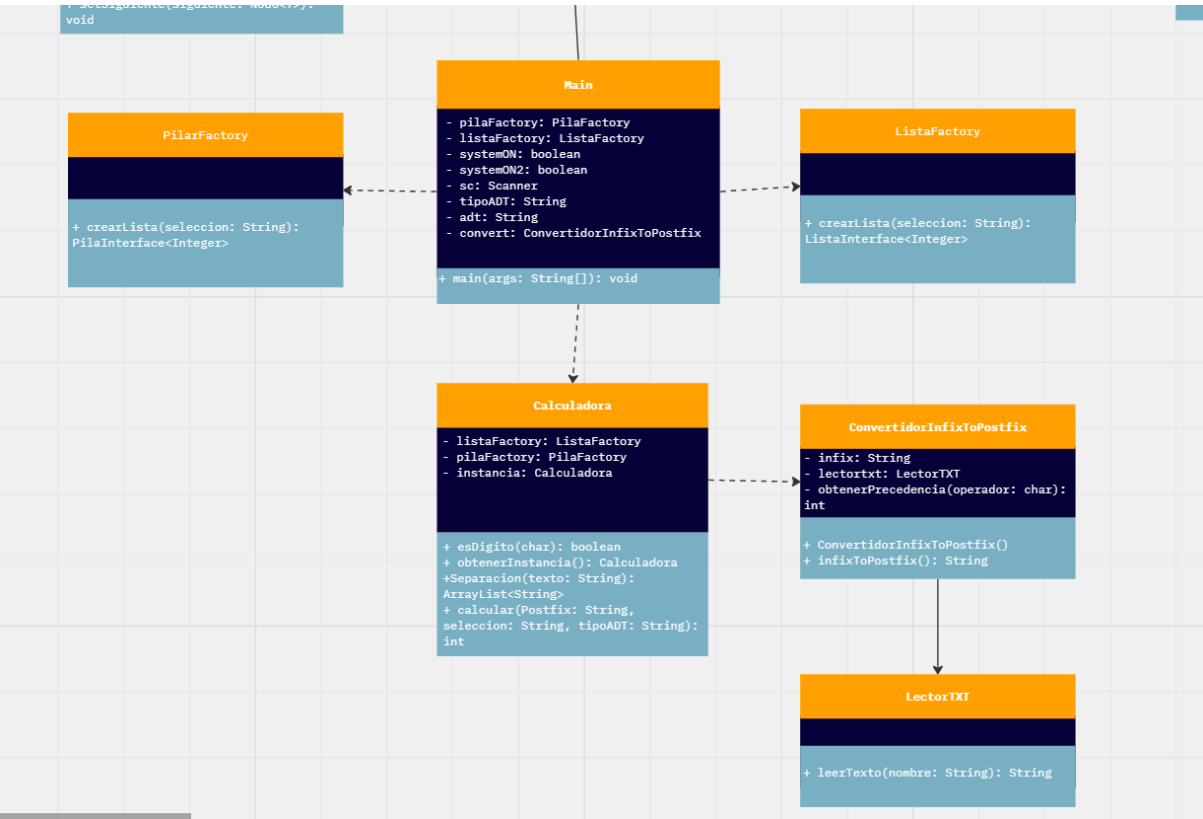 + setSiguiente(siguiente: Nodo<T>):
void
Main
- pilaFactory: PilaFactory
- listaFactory: ListaFactory
- systemON: boolean
- systemON2: boolean
- sc: Scanner
- tipoADT: String
- adt: String
- convert: ConvertidorInfixToPostfix
+ main(args: String[]): void
PilarFactory
+ crearLista(seleccion: String):
PilaInterface<Integer>
ListaFactory
+ crearLista(seleccion: String):
ListaInterface<Integer>
Calculadora
- listaFactory: ListaFactory
- pilaFactory: PilaFactory
- instancia: Calculadora
+ esDigito(char): boolean
+ obtenerInstancia(): Calculadora
+Separacion(texto: String):
ArrayList<String>
+ calcular(Postfix: String,
seleccion: String, tipoADT: String):
int
ConvertidorInfixToPostfix
- infix: String
- lectortxt: LectorTXT
- obtenerPrecedencia(operador: char):
int
+ ConvertidorInfixToPostfix()
+ infixToPostfix(): String
LectorTXT
+ leerTexto(nombre: String): String